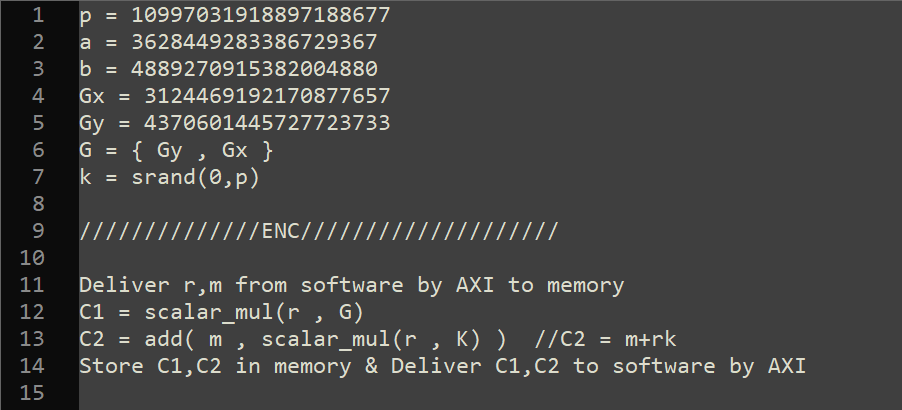 1 p = 10997031918897188677
2 a = 3628449283386729367
3 b = 4889270915382004880
4 Gx = 3124469192170877657
5 Gy = 4370601445727723733
6 G = { Gy , Gx }
7 k = srand(0,p)
8
9 //////////////ENC////////////////////
10
11 Deliver r,m from software by AXI to memory
12 C1 = scalar_mul(r , G)
13 C2 = add( m , scalar_mul(r , K) )  //C2 = m+rk
14 Store C1,C2 in memory & Deliver C1,C2 to software by AXI
15